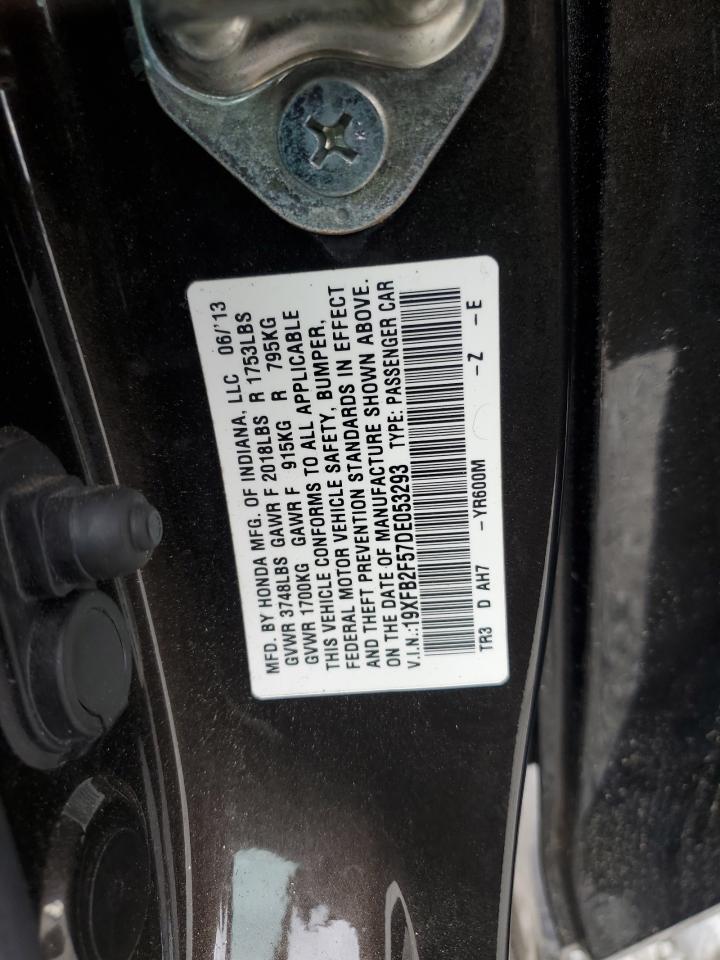 MFD. BY HONDA MFG. OF INDIANA, LLC 06/'13
GVWR 3748LBS GAWR F 2018LBS R 1753LBS
GVWR 1700KG GAWR F 915KG R 795KG
THIS VEHICLE CONFORMS TO ALL APPLICABLE
FEDERAL MOTOR VEHICLE SAFETY, BUMPER,
AND THEFT PREVENTION STANDARDS IN EFFECT
ON THE DATE OF MANUFACTURE SHOWN ABOVE.
V.I.N.:19XFB2F57DE053293 TYPE: PASSENGER CAR
TR3 D AH7 -YR600M -Z -E